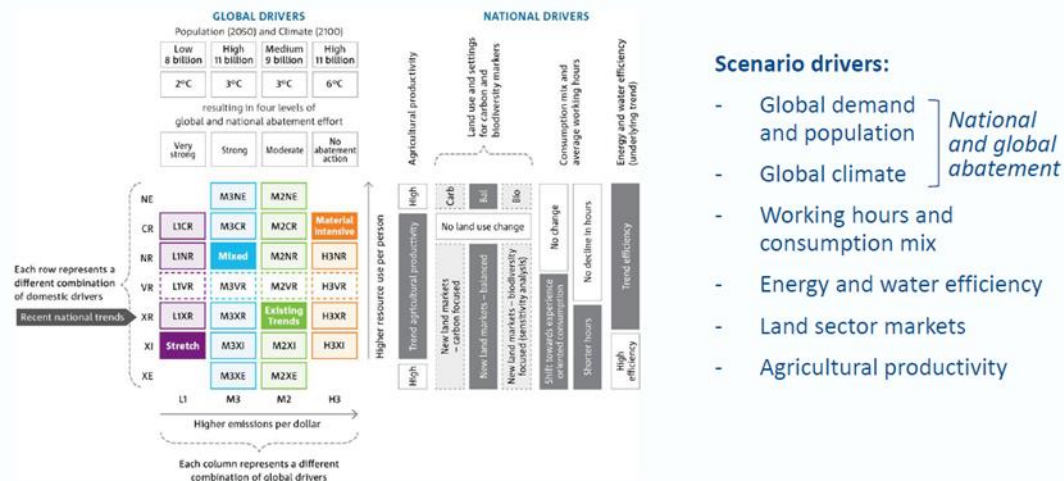 GLOBAL DRIVERS
Population (2050) and Climate (2100)
Low
8 billion
High
11 billion
Medium
9 billion
High
11 billion
2°C
3°C
3°C
6°C
resulting in four levels of
global and national abatement effort
Very
strong
Strong
Moderate
No
abatement
action
NE
M3NE
M2NE
CR
L1CR
M3CR
M2CR
Material
intensive
NR
L1NR
Mixed
M2NR
H3NR
VR
L1VR
M3VR
M2VR
H3VR
XR
L1XR
M3XR
Existing
Trends
H3XR
XI
Stretch
M3XI
M2XI
H3XI
XE
M3XE
M2XE
L1
M3
M2
H3
Higher emissions per dollar
Each column represents a different
combination of global drivers
Each row represents a
different combination
of domestic drivers
Recent national trends
Higher resource use per person
NATIONAL DRIVERS
Agricultural productivity
Land use and settings
for carbon and
biodiversity markers
Consumption mix and
average working hours
Energy and water efficiency
(underlying trend)
High
Trend agricultural productivity
High
Carb
Bal
Bio
No land use change
New land markets
– carbon focused
New land markets – balanced
New land markets – biodiversity
focused (sensitivity analysis)
No change
Shift towards experience
oriented consumption
No decline in hours
Shorter hours
Trend efficiency
High
efficiency
Scenario drivers:
- Global demand
and population
- Global climate
National
and global
abatement
- Working hours and
consumption mix
- Energy and water efficiency
- Land sector markets
- Agricultural productivity